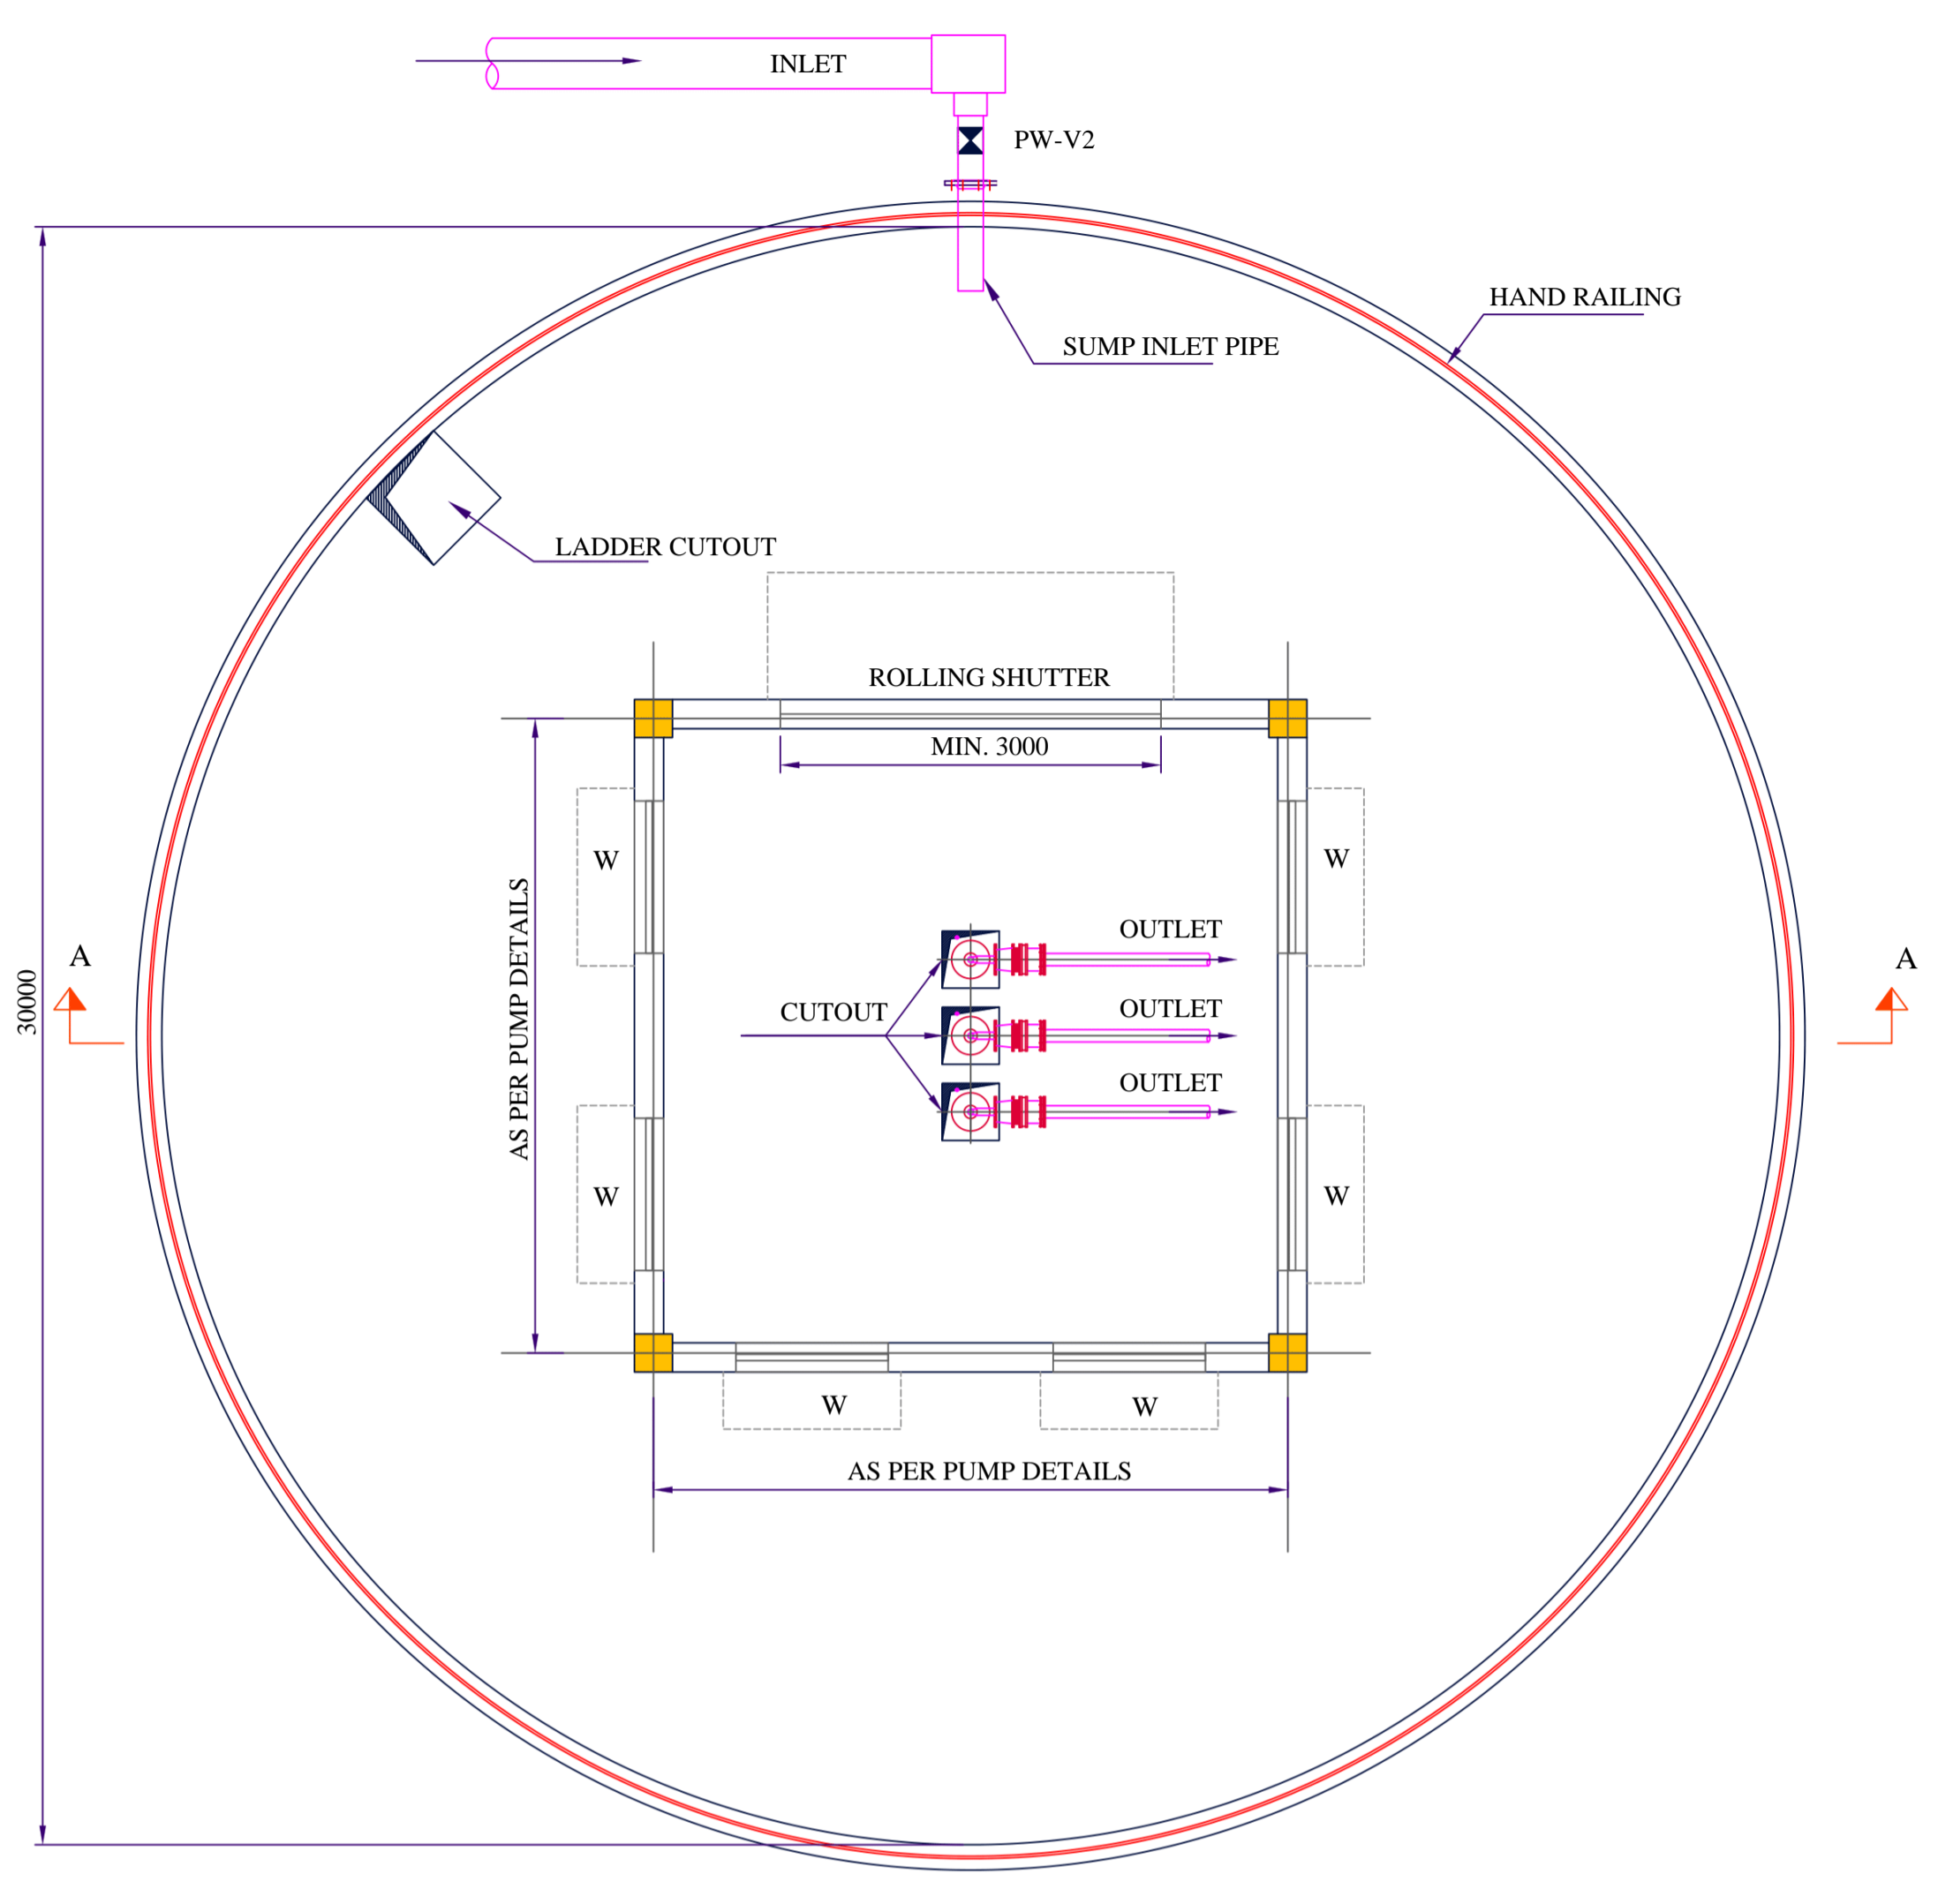 INLET
PW-V2
HAND RAILING
SUMP INLET PIPE
LADDER CUTOUT
ROLLING SHUTTER
MIN. 3000
W
W
AS PER PUMP DETAILS
OUTLET
A
A
30000
CUTOUT
OUTLET
OUTLET
W
W
W
W
AS PER PUMP DETAILS